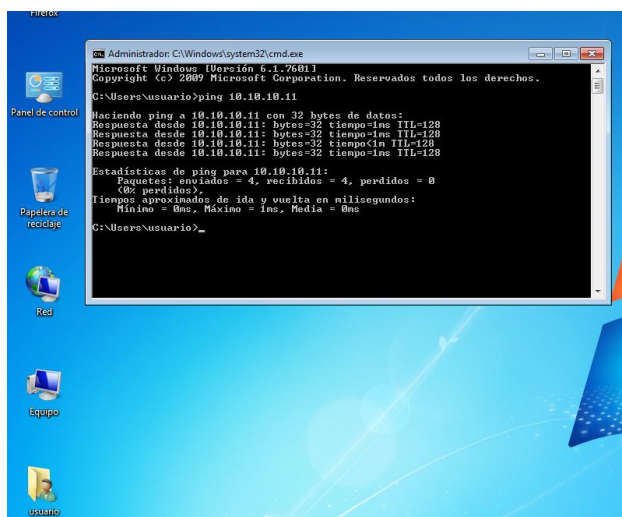 Firefox
Administrador: C:\Windows\system32\cmd.exe
Microsoft Windows [Versión 6.1.7601]
Copyright (c) 2009 Microsoft Corporation. Reservados todos los derechos.
C:\Users\usuario>ping 10.10.10.11
Haciendo ping a 10.10.10.11 con 32 bytes de datos:
Respuesta desde 10.10.10.11: bytes=32 tiempo=1ms TTL=128
Respuesta desde 10.10.10.11: bytes=32 tiempo=1ms TTL=128
Respuesta desde 10.10.10.11: bytes=32 tiempo<1m TTL=128
Respuesta desde 10.10.10.11: bytes=32 tiempo=1ms TTL=128
Estadísticas de ping para 10.10.10.11:
Paquetes: enviados = 4, recibidos = 4, perdidos = 0
(0% perdidos),
Tiempos aproximados de ida y vuelta en milisegundos:
Mínimo = 0ms, Máximo = 1ms, Media = 0ms
C:\Users\usuario>_
Panel de control
Papelera de
reciclaje
Red
Equipo
usuario